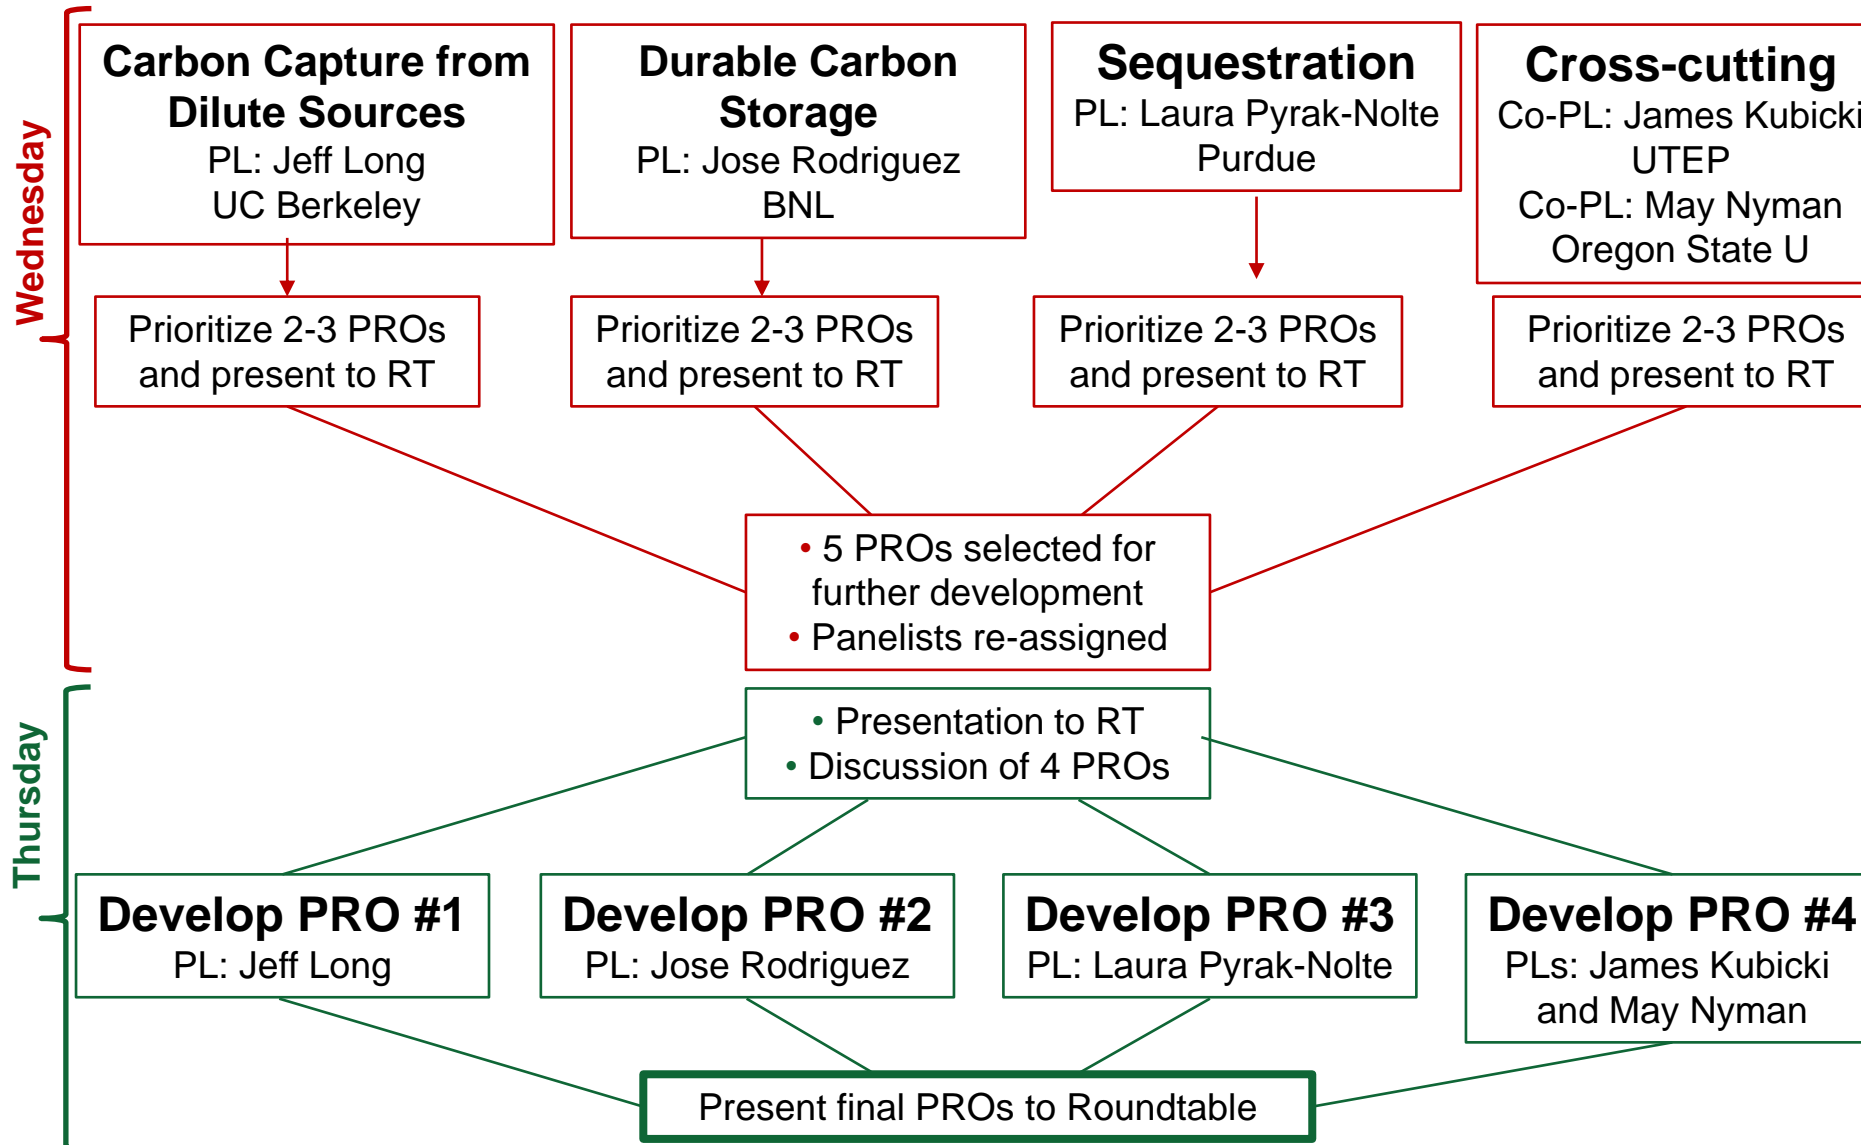 Wednesday
Carbon Capture from
Dilute Sources
PL: Jeff Long
UC Berkeley
Durable Carbon
Storage
PL: Jose Rodriguez
BNL
Sequestration
PL: Laura Pyrak-Nolte
Purdue
Cross-cutting
Co-PL: James Kubicki
UTEP
Co-PL: May Nyman
Oregon State U
Prioritize 2-3 PROs
and present to RT
Prioritize 2-3 PROs
and present to RT
Prioritize 2-3 PROs
and present to RT
Prioritize 2-3 PROs
and present to RT
• 5 PROs selected for
further development
• Panelists re-assigned
Thursday
• Presentation to RT
• Discussion of 4 PROs
Develop PRO #1
PL: Jeff Long
Develop PRO #2
PL: Jose Rodriguez
Develop PRO #3
PL: Laura Pyrak-Nolte
Develop PRO #4
PLs: James Kubicki
and May Nyman
Present final PROs to Roundtable